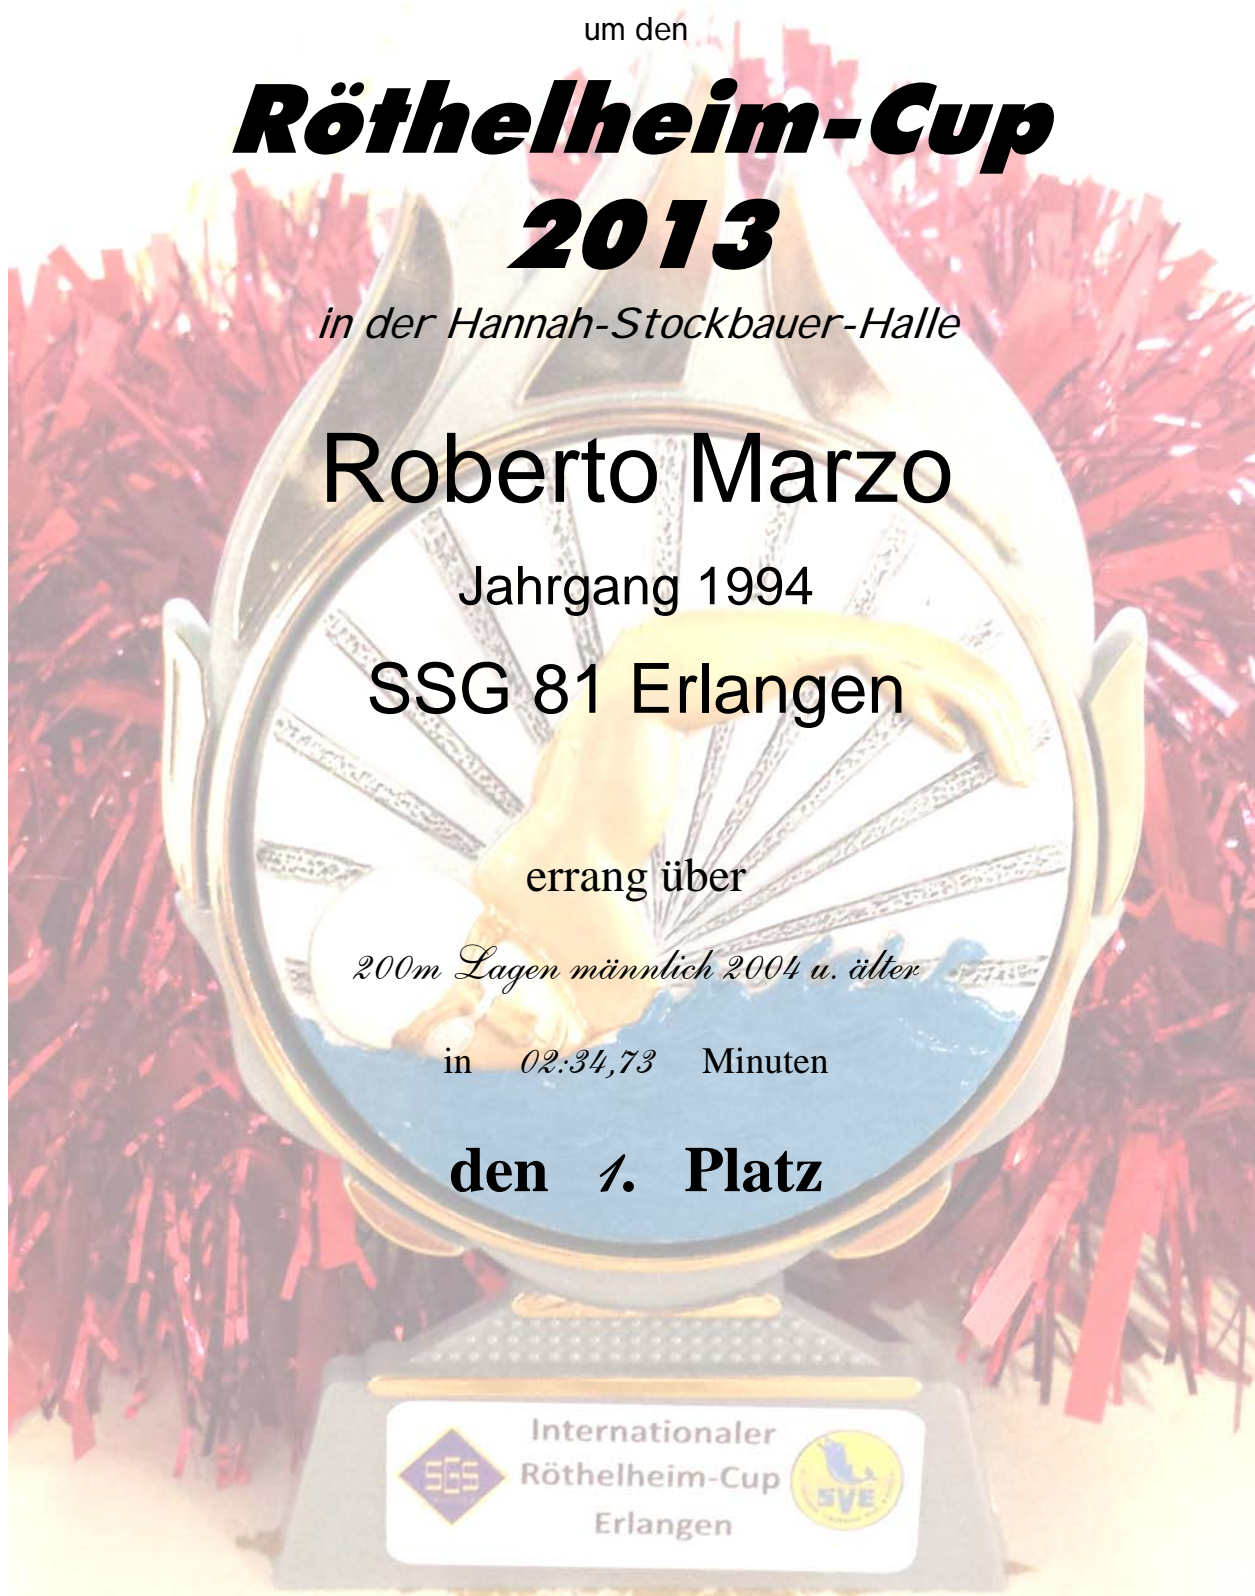 um den
Röthelheim-Cup
2013
in der Hannah-Stockbauer-Halle
Roberto Marzo
Jahrgang 1994
SSG 81 Erlangen
errang über
200m Lagen männlich 2004 u. älter
in 02:34,73 Minuten
den 1. Platz
Internationaler
SGS Röthelheim-Cup SVE
Erlangen